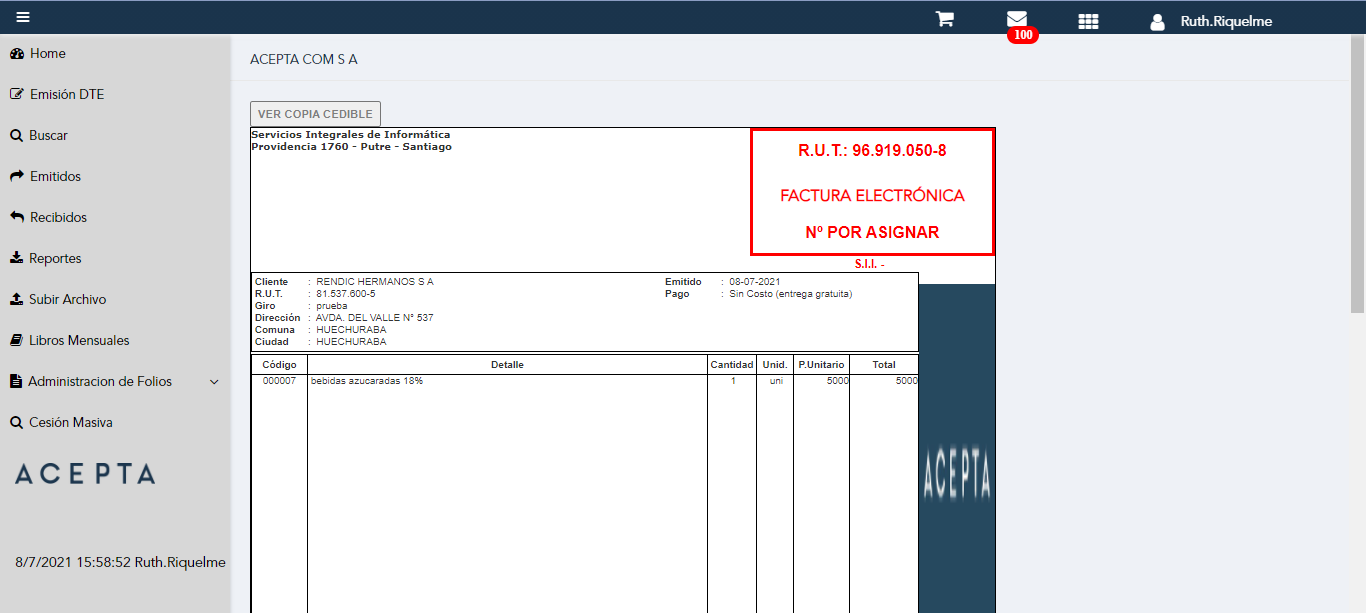 Ruth.Riquelme
100
Home
Emisión DTE
Buscar
Emitidos
Recibidos
Reportes
Subir Archivo
Libros Mensuales
Administracion de Folios
Cesión Masiva
ACEPTA
8/7/2021 15:58:52 Ruth.Riquelme
ACEPTA COM S A
VER COPIA CEDIBLE
Servicios Integrales de Informática
Providencia 1760 - Putre - Santiago
R.U.T.: 96.919.050-8
FACTURA ELECTRÓNICA
Nº POR ASIGNAR
S.I.I. -
Cliente : RENDIC HERMANOS S A Emitido : 08-07-2021
R.U.T. : 81.537.600-5 Pago : Sin Costo (entrega gratuita)
Giro : prueba
Dirección : AVDA. DEL VALLE N° 537
Comuna : HUECHURABA
Ciudad : HUECHURABA
Código Detalle Cantidad Unid. P.Unitario Total
000007 bebidas azucaradas 18% 1 uni 5000 5000
ACEPTA